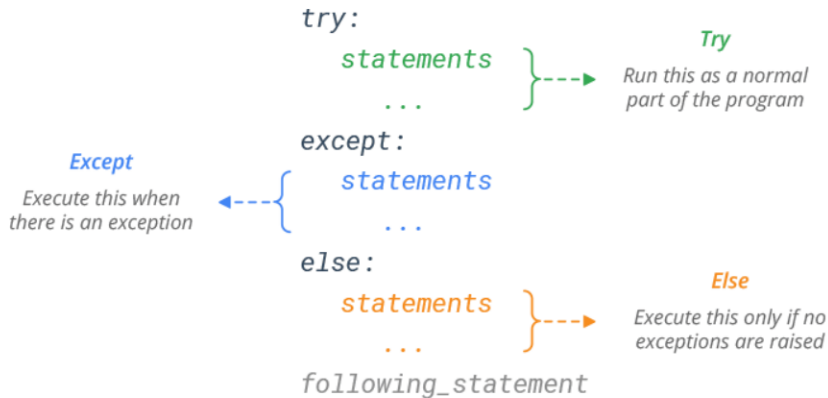 try:
statements
...
Try
Run this as a normal
part of the program
except:
Except
Execute this when
there is an exception
statements
...
else:
statements
...
Else
Execute this only if no
exceptions are raised
following_statement